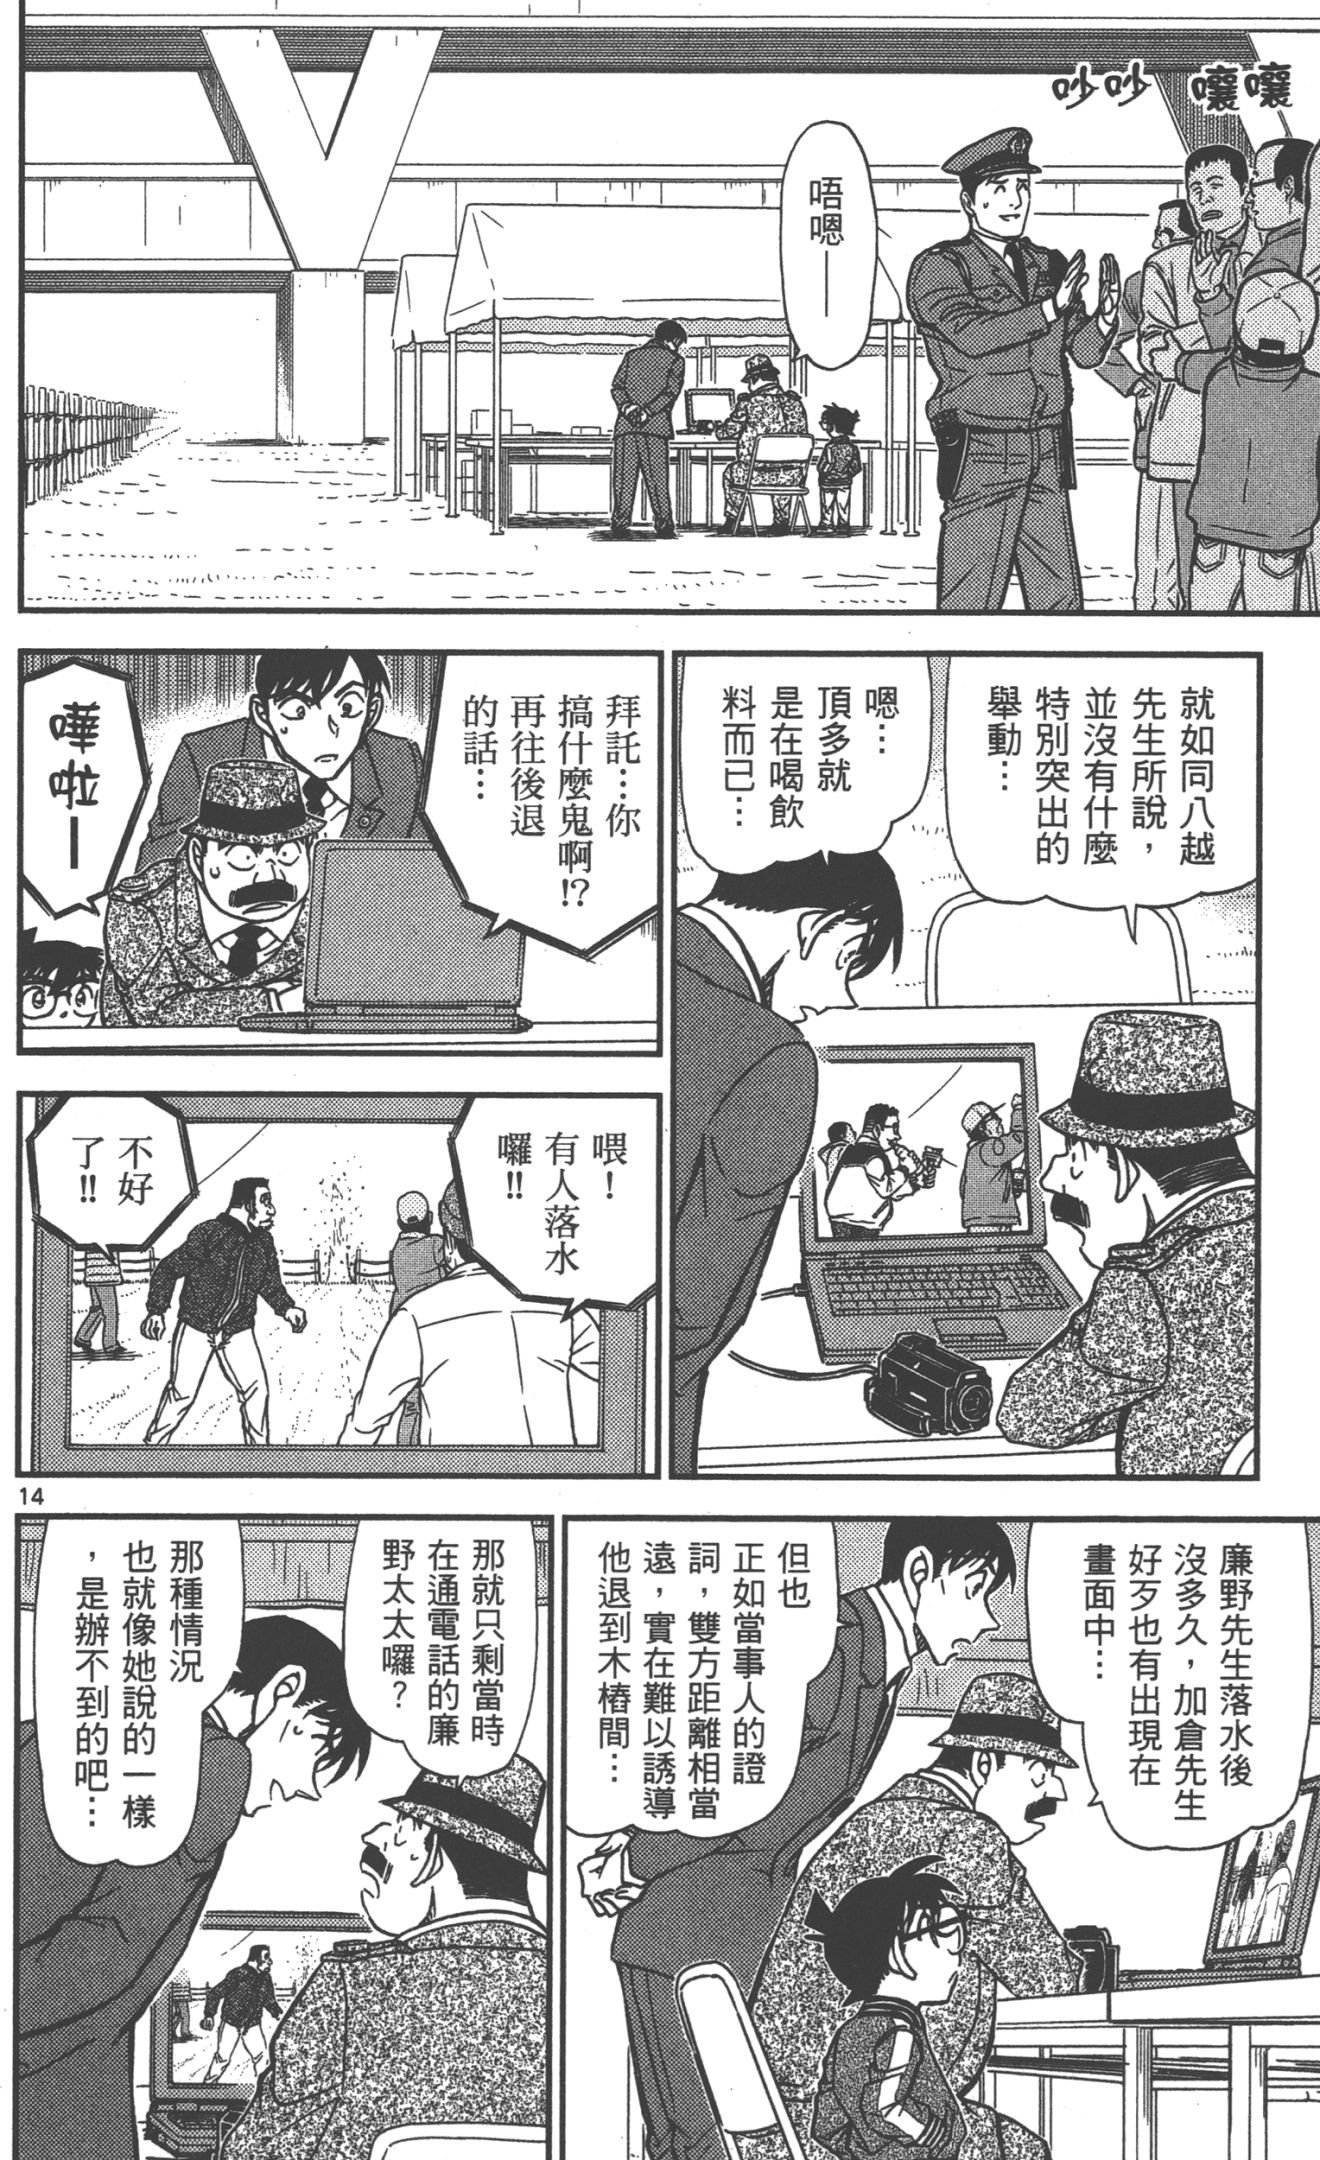 吵吵 嚷嚷
唔嗯——
就如同八越
先生所說，
並沒有什麼
特別突出的
舉動…
嗯…
頂多就
是在喝飲
料而已…
拜託…你
搞什麼鬼啊!?
再往後退
的話…
嘩啦—
喂！
有人落水
囉!!
不好
了!!
14
廉野先生落水後
沒多久，加倉先生
好歹也有出現在
畫面中…
但也
正如當事人的證
詞，雙方距離相當
遠，實在難以誘導
他退到木樁間…
那就只剩當時
在通電話的廉
野太太囉？
那種情況
也就像她說的一樣
，是辦不到的吧…